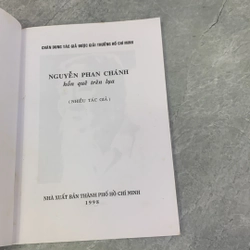 CHÂN DUNG TÁC GIẢ ĐƯỢC GIẢI THƯỞNG HỒ CHÍ MINH
NGUYỄN PHAN CHÁNH
hồn quê trên lụa
( NHIỀU TÁC GIẢ )
NHÀ XUẤT BẢN THÀNH PHỐ HỒ CHÍ MINH
1998